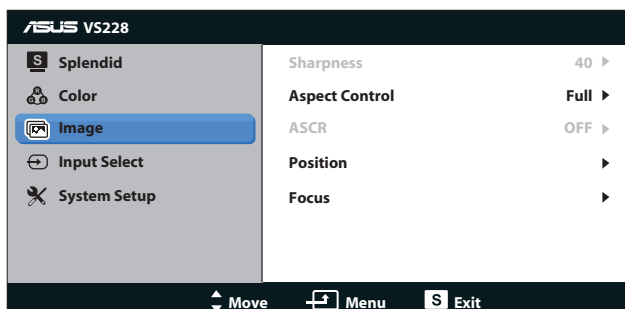 ASUS VS228
S Splendid
Color
Image
Input Select
System Setup
Sharpness 40
Aspect Control Full
ASCR OFF
Position
Focus
Move Menu S Exit